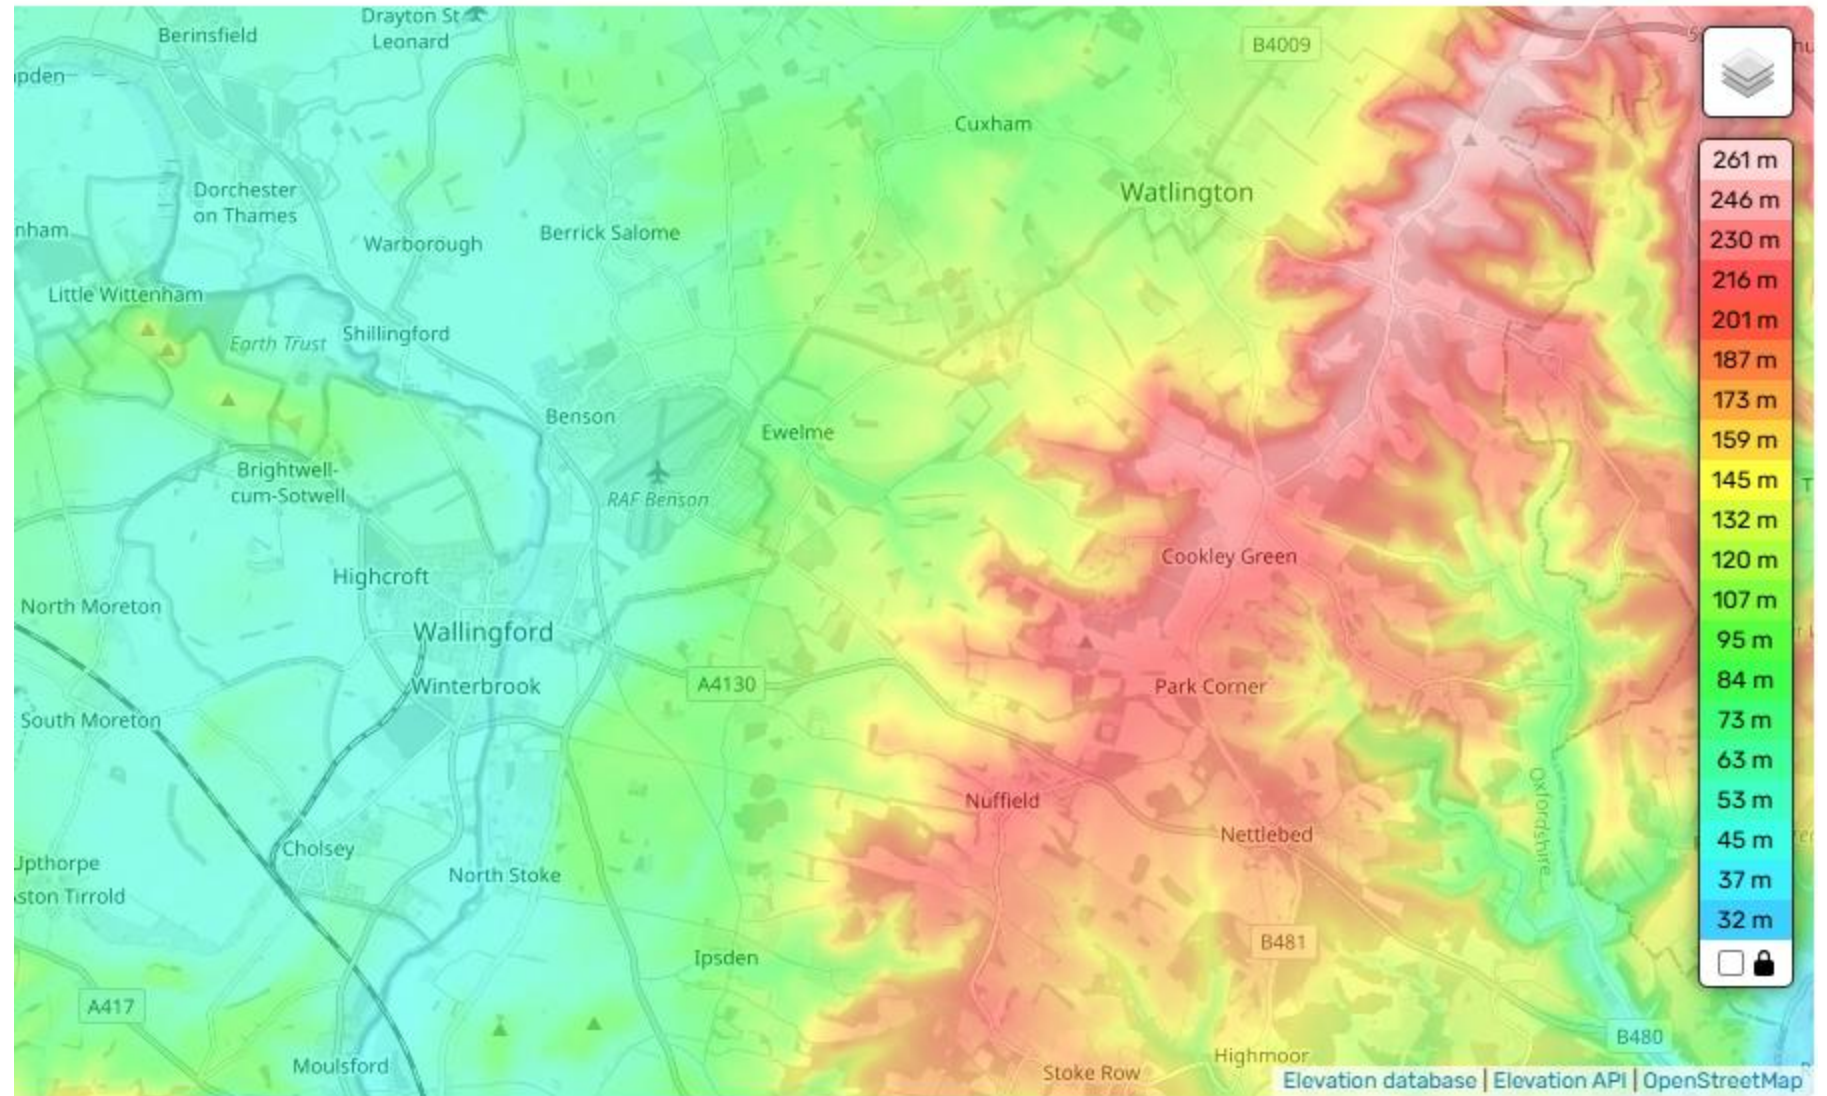 Drayton St
Leonard
Berinsfield
B4009
Cuxham
Dorchester
on Thames
Watlington
Warborough
Berrick Salome
Little Wittenham
Shillingford
Earth Trust
Benson
Ewelme
Brightwell-
cum-Sotwell
RAF Benson
Cookley Green
Highcroft
North Moreton
Wallingford
A4130
Winterbrook
Park Corner
South Moreton
Nuffield
Oxfordshire
Nettlebed
Cholsey
North Stoke
B481
Ipsden
A417
B480
Highmoor
Moulsford
Stoke Row
261 m
246 m
230 m
216 m
201 m
187 m
173 m
159 m
145 m
132 m
120 m
107 m
95 m
84 m
73 m
63 m
53 m
45 m
37 m
32 m
Elevation database | Elevation API | OpenStreetMap